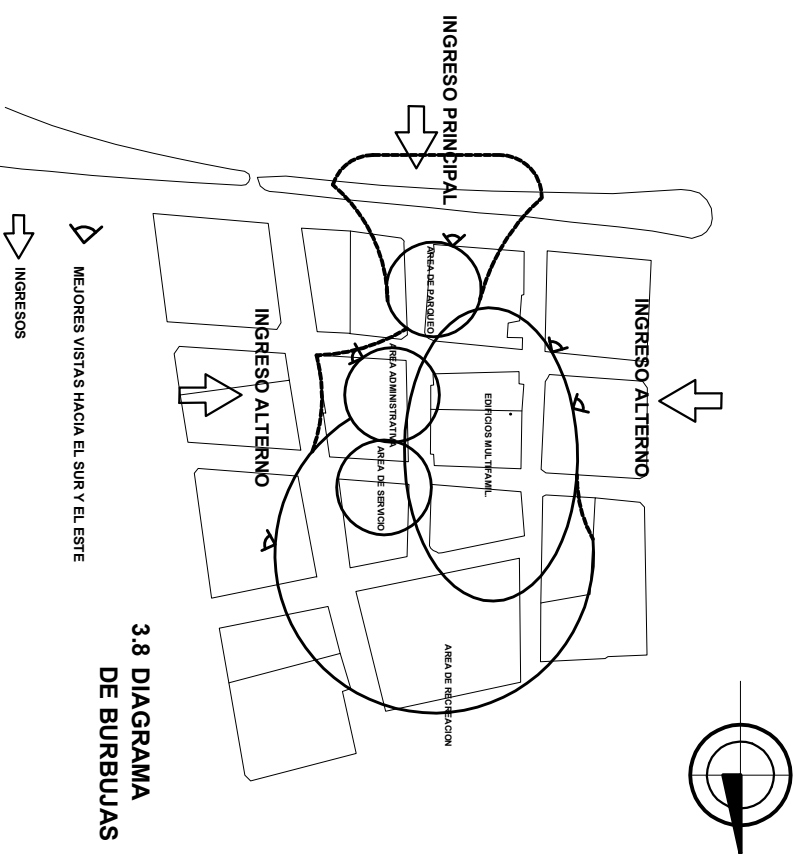 INGRESO PRINCIPAL
INGRESO ALTERNO
AREA DE PARQUEO
EDIFICIOS MULTIFAMIL.
AREA ADMINISTRATIVA
AREA DE SERVICIO
AREA DE RECREACION
INGRESO ALTERNO
MEJORES VISTAS HACIA EL SUR Y EL ESTE
INGRESOS
3.8 DIAGRAMA
DE BURBUJAS